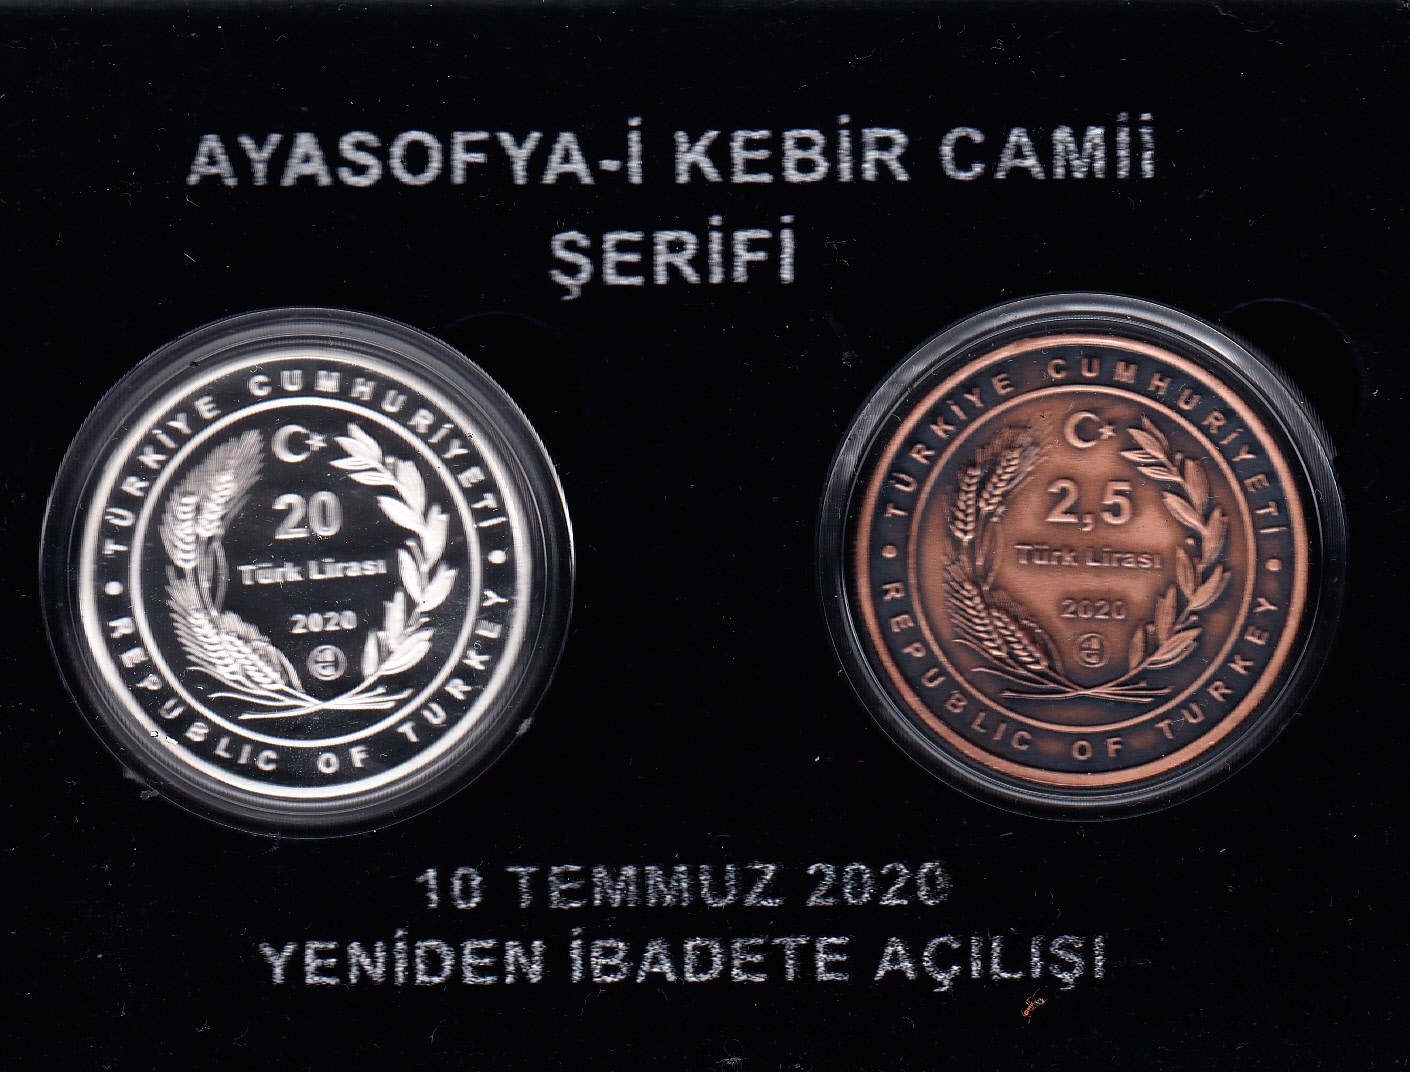 AYASOFYA-İ KEBİR CAMİİ
ŞERİFİ
TÜRKİYE CUMHURİYETİ
20
Türk Lirası
2020
REPUBLIC OF TURKEY
TÜRKİYE CUMHURİYETİ
2,5
Türk Lirası
2020
REPUBLIC OF TURKEY
10 TEMMUZ 2020
YENİDEN İBADETE AÇILIŞI